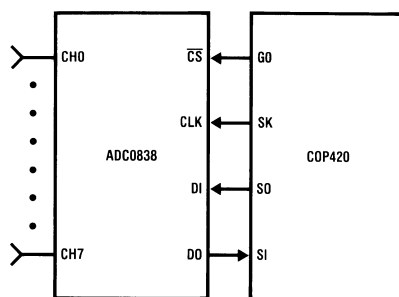 CH0 CS G0
CLK SK
ADC0838 COP420
DI SO
CH7 DO SI